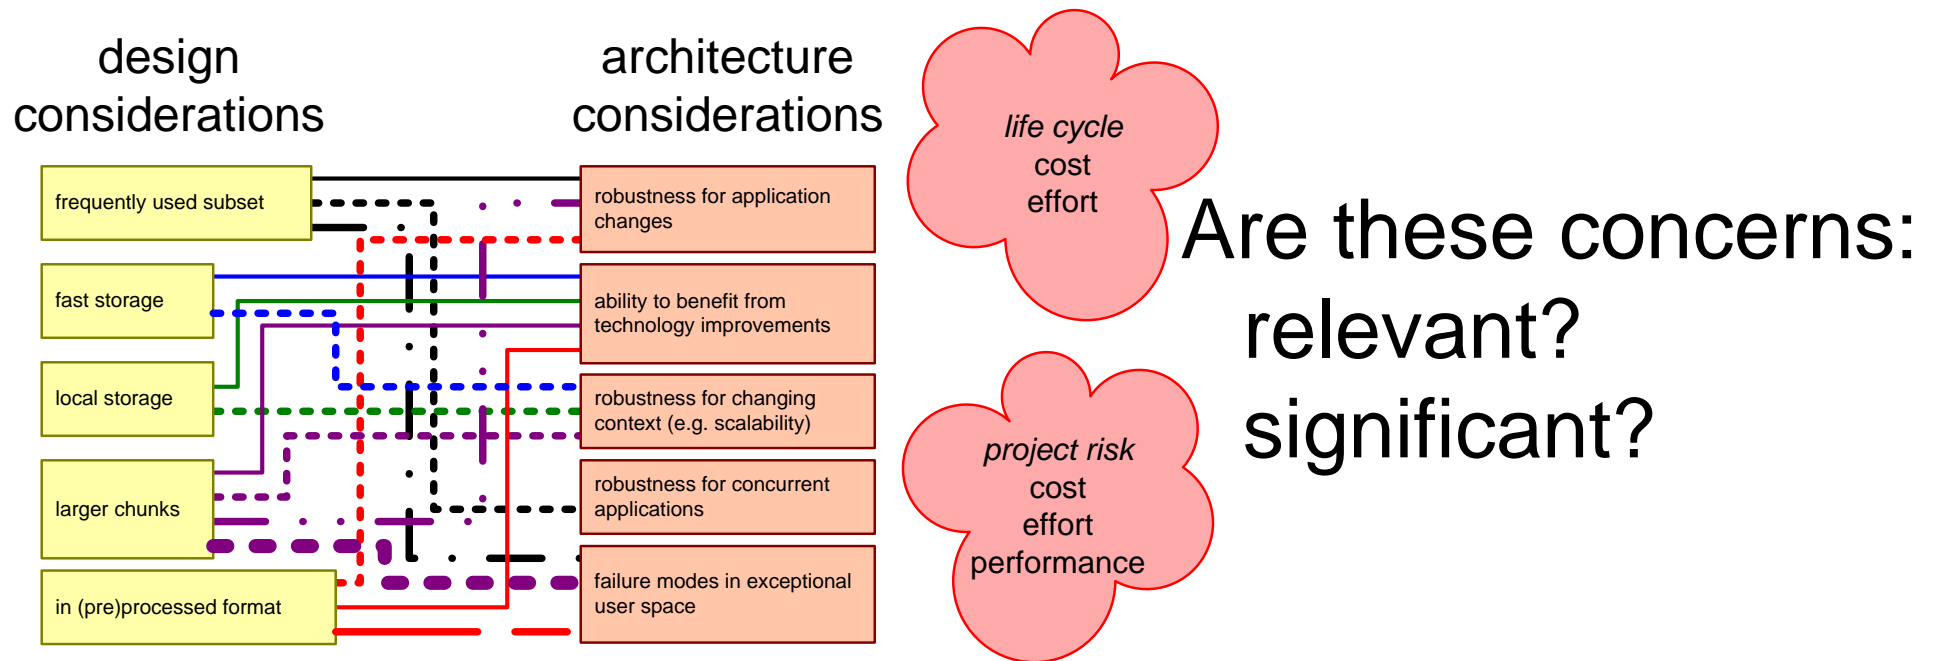 design
considerations
architecture
considerations
frequently used subset
fast storage
local storage
larger chunks
in (pre)processed format
robustness for application
changes
ability to benefit from
technology improvements
robustness for changing
context (e.g. scalability)
robustness for concurrent
applications
failure modes in exceptional
user space
life cycle
cost
effort
project risk
cost
effort
performance
Are these concerns:
relevant?
significant?